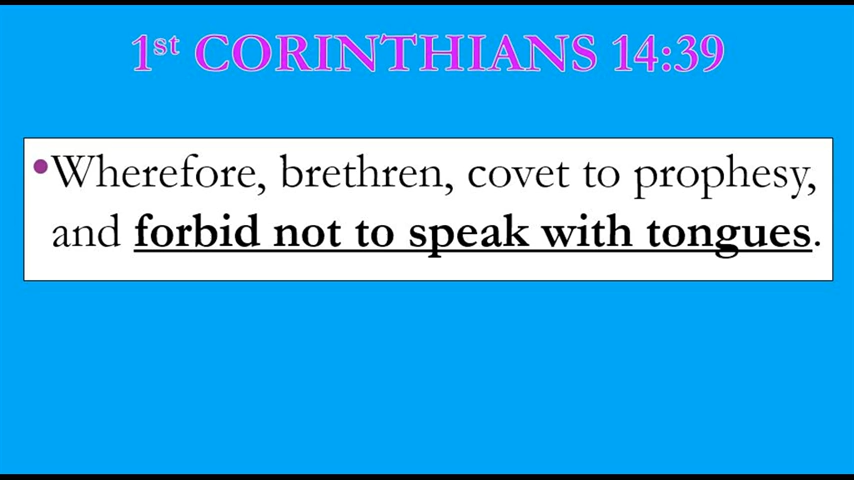 1st CORINTHIANS 14:39
•Wherefore, brethren, covet to prophesy,
and forbid not to speak with tongues.